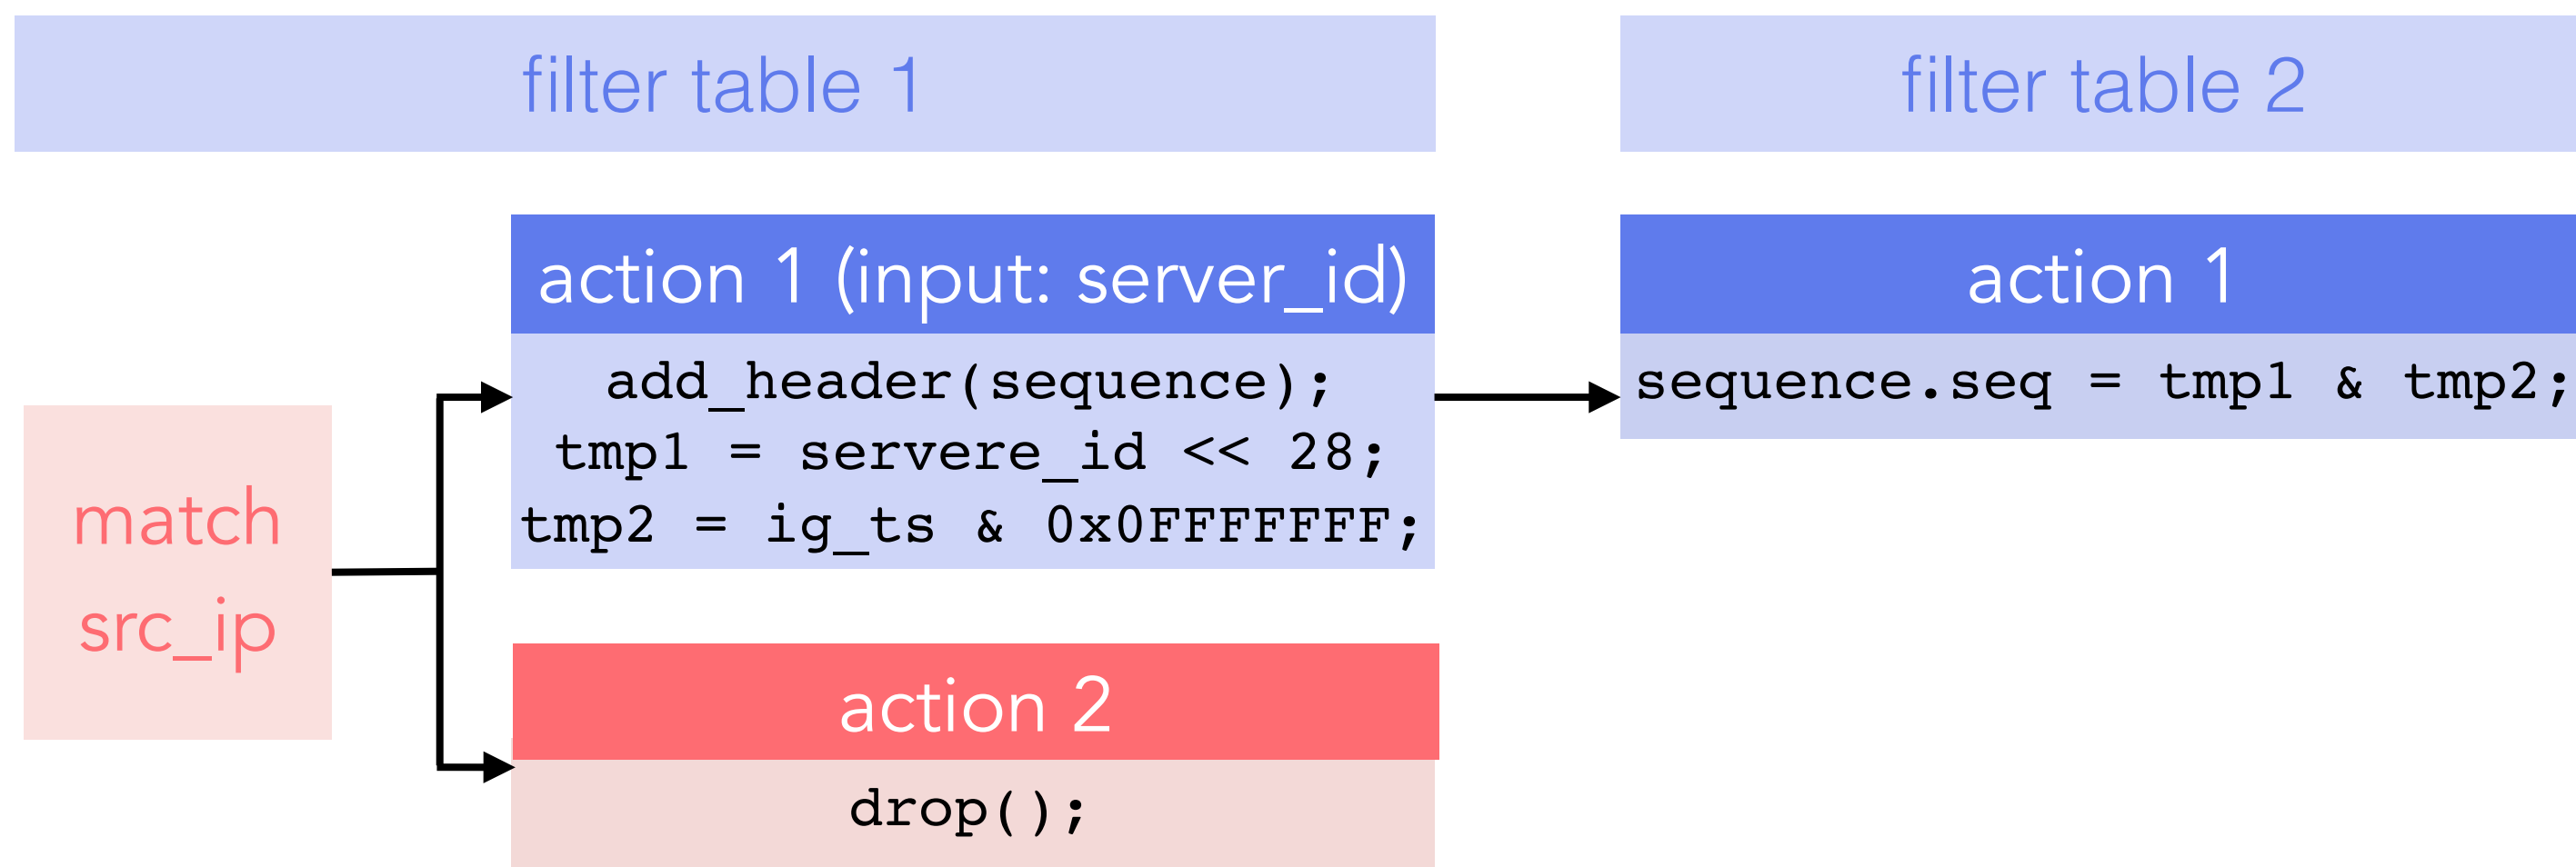 filter table 1
filter table 2
match
src_ip
action 1 (input: server_id)
add_header(sequence);
tmp1 = servere_id << 28;
tmp2 = ig_ts & 0x0FFFFFFF;
action 2
drop();
action 1
sequence.seq = tmp1 & tmp2;